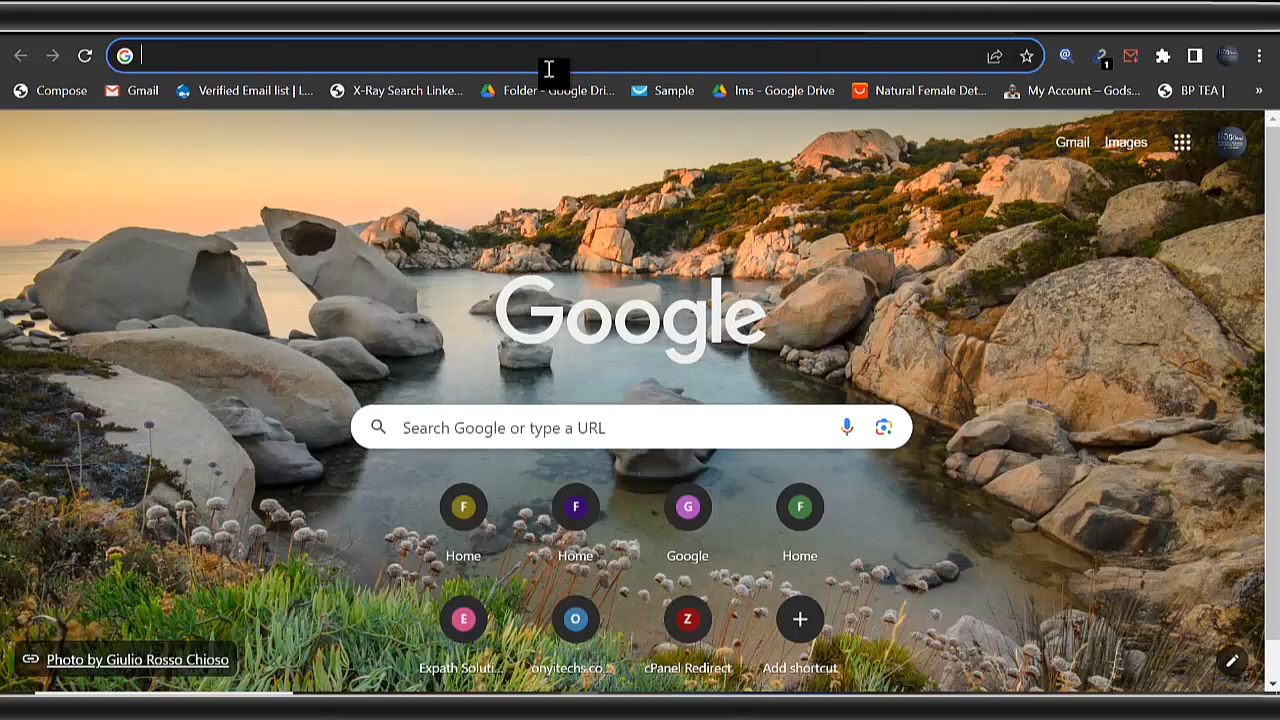 1
Compose
Gmail
Verified Email list | L...
X-Ray Search Linke...
Folder - Google Dri...
Sample
lms - Google Drive
Natural Female Det...
My Account – Gods...
BP TEA |
»
Gmail
Images
Google
Search Google or type a URL
F
F
G
F
Home
Home
Google
Home
E
O
Z
Expath Soluti...
onyitechs.co...
cPanel Redirect
Add shortcut
Photo by Giulio Rosso Chioso